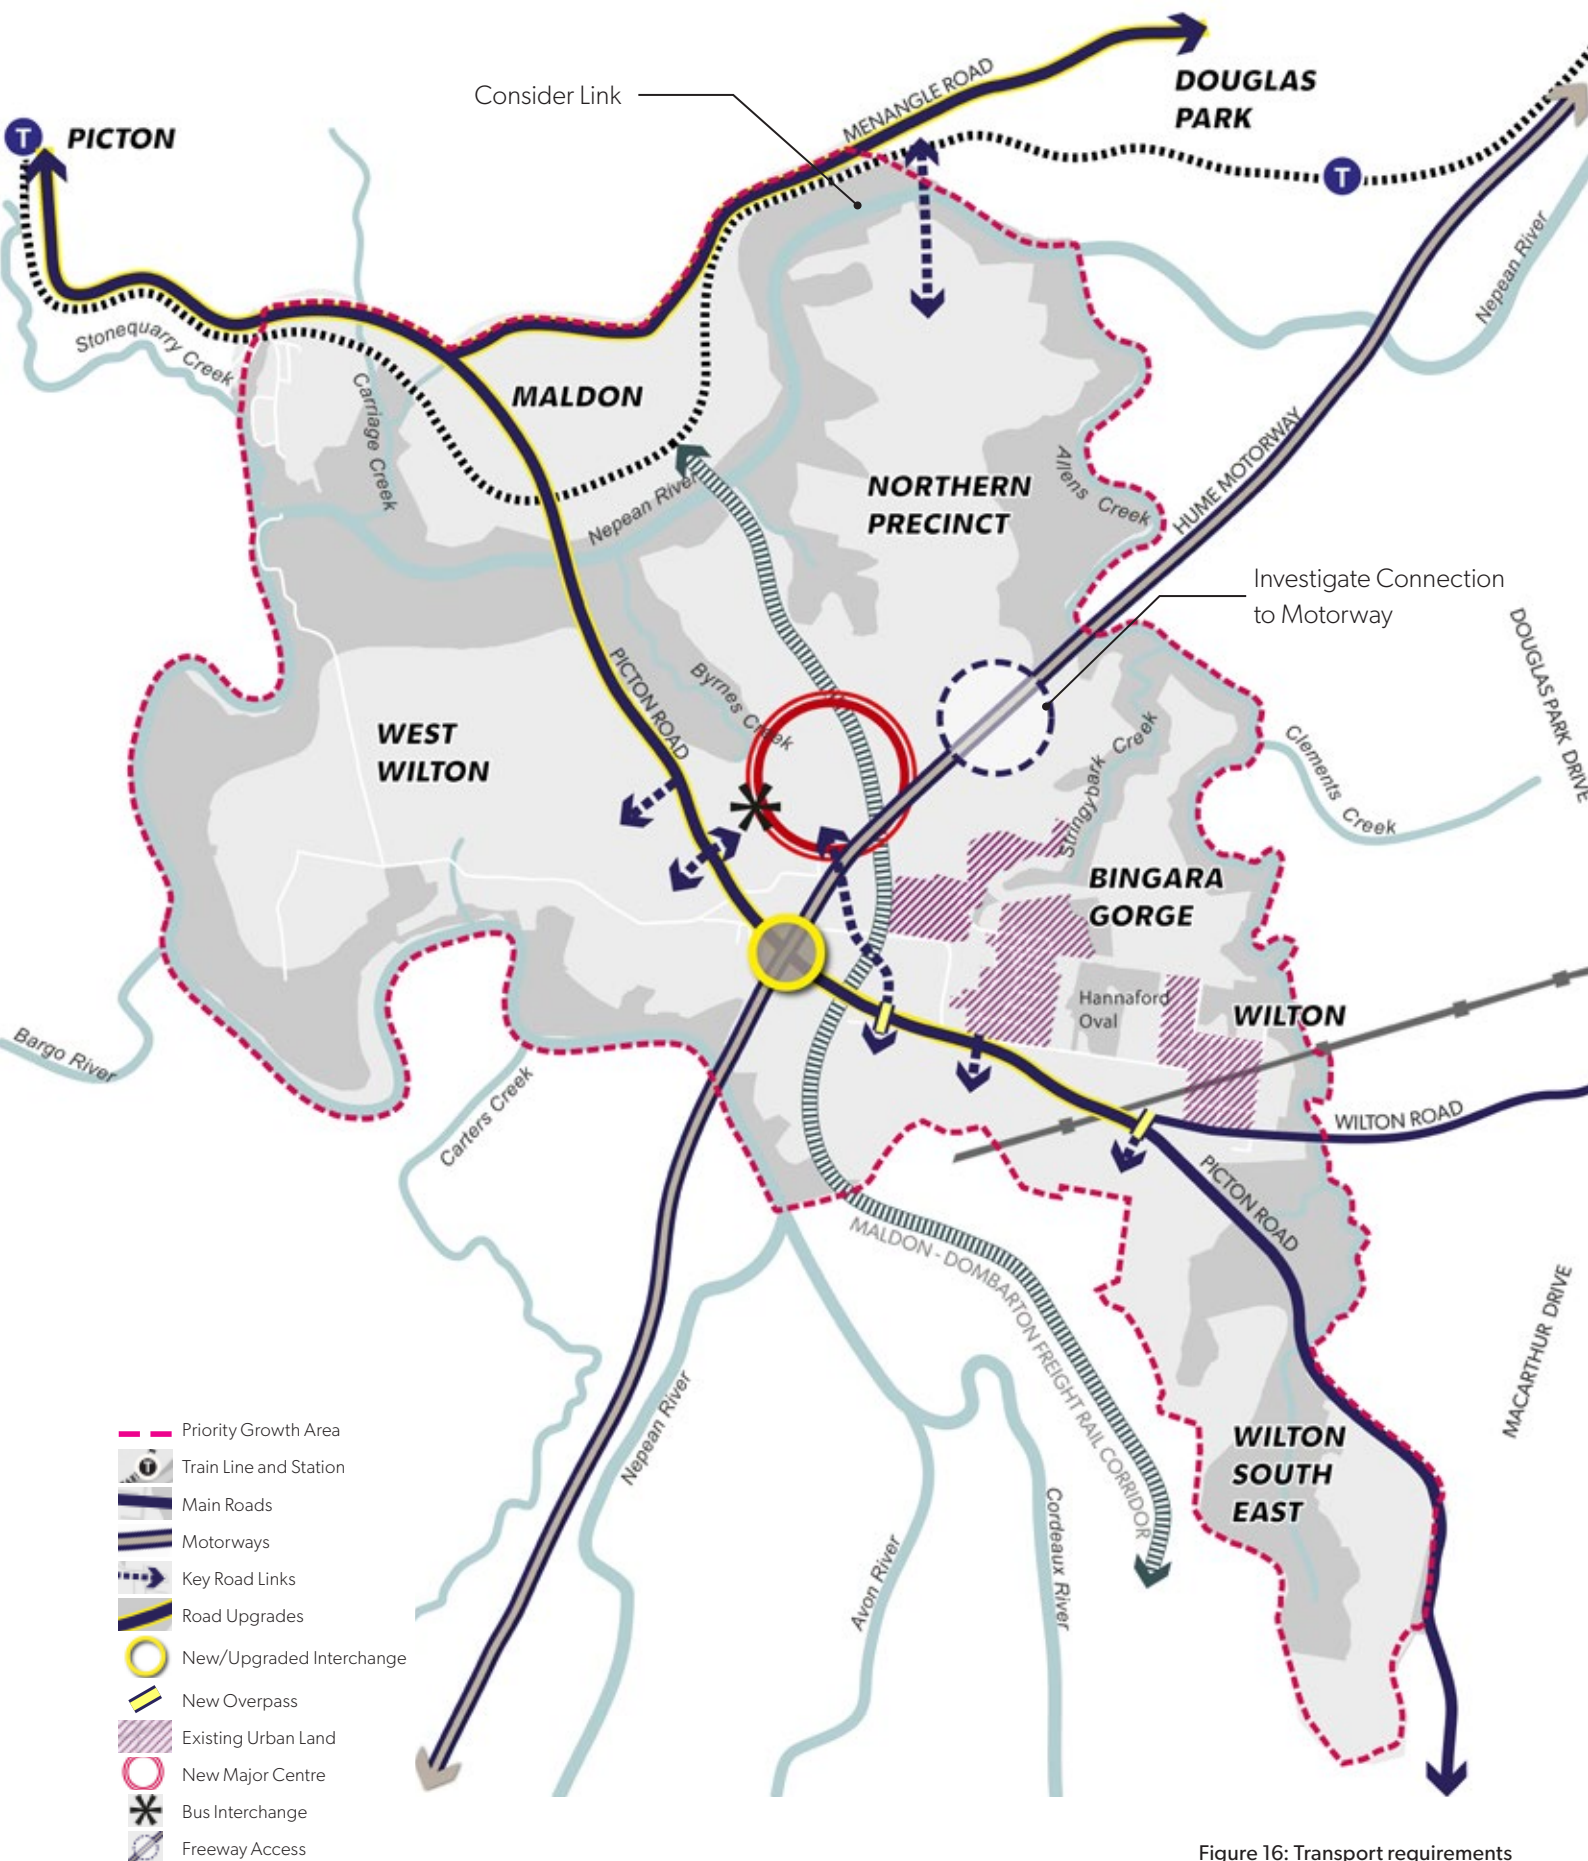 Consider Link
MENANGLE ROAD
DOUGLAS
PARK
T
PICTON
T
Nepean River
Stonequarry Creek
Carriage Creek
MALDON
Allens Creek
HUME MOTORWAY
NORTHERN
PRECINCT
Nepean River
Investigate Connection
to Motorway
DOUGLAS PARK DRIVE
PICTON ROAD
Byrnes Creek
WEST
WILTON
Stringybark Creek
Clements Creek
BINGARA
GORGE
Hannaford
Oval
WILTON
Bargo River
Carters Creek
WILTON ROAD
PICTON ROAD
MALDON - DOMBARTON FREIGHT RAIL CORRIDOR
MACARTHUR DRIVE
Nepean River
WILTON
SOUTH
EAST
Avon River
Cordeaux River
Priority Growth Area
T
Train Line and Station
Main Roads
Motorways
Key Road Links
Road Upgrades
New/Upgraded Interchange
New Overpass
Existing Urban Land
New Major Centre
Bus Interchange
Freeway Access
Figure 16: Transport requirements